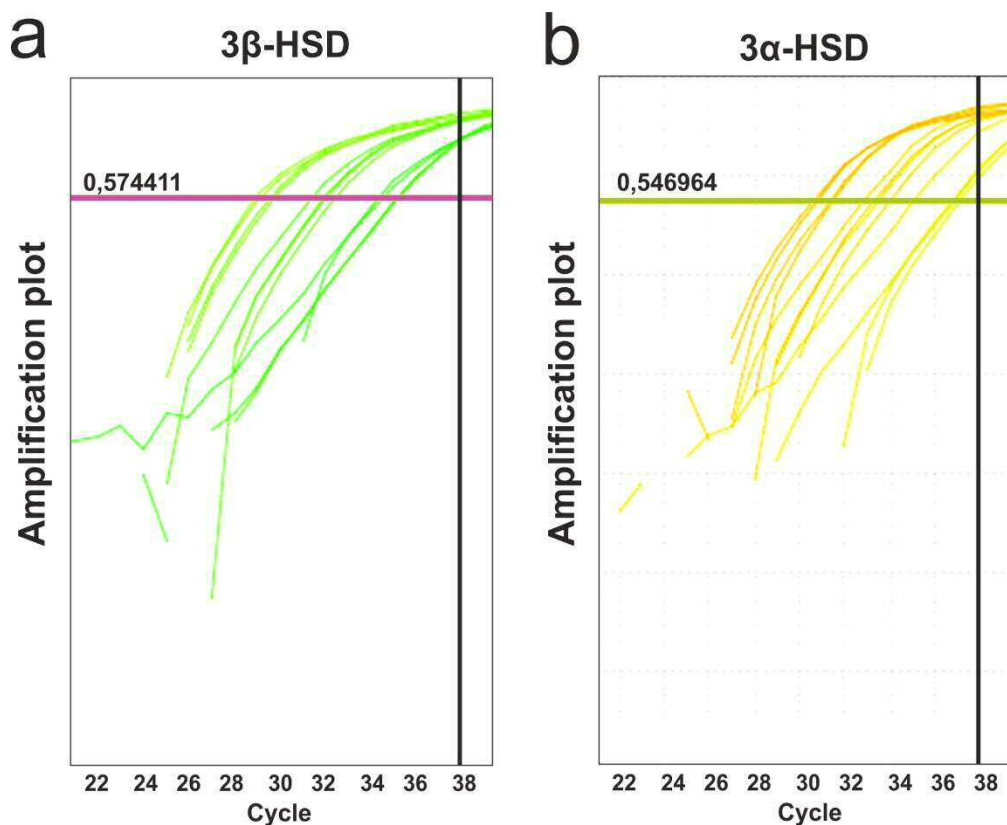 a
3β-HSD
0,574411
Amplification plot
22 24 26 28 30 32 34 36 38
Cycle
b
3α-HSD
0,546964
Amplification plot
22 24 26 28 30 32 34 36 38
Cycle